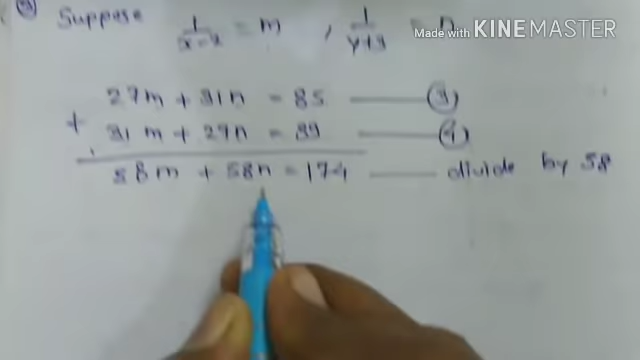 Suppose 1/x-2 = m , 1/y+3 = n
Made with KINEMASTER
27m + 31n = 85 —— (3)
+ 31m + 27n = 89 —— (4)
58m + 58n = 174 —— divide by 58